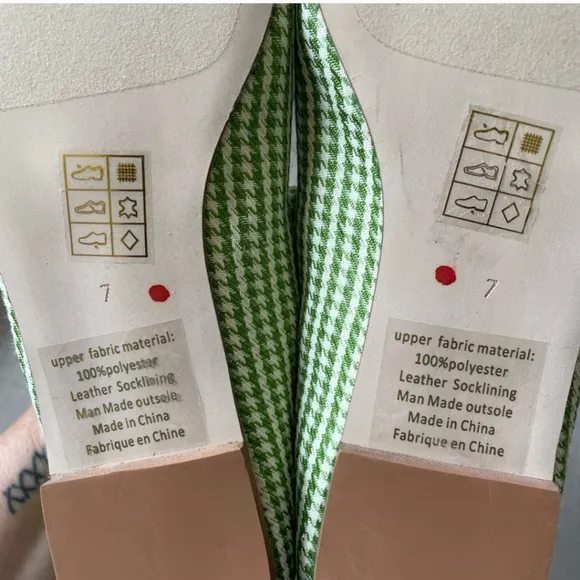 7
upper fabric material:
100%polyester
Leather Socklining
Man Made outsole
Made in China
Fabrique en Chine
7
upper fabric material:
100%polyester
Leather Socklining
Man Made outsole
Made in China
Fabrique en Chine